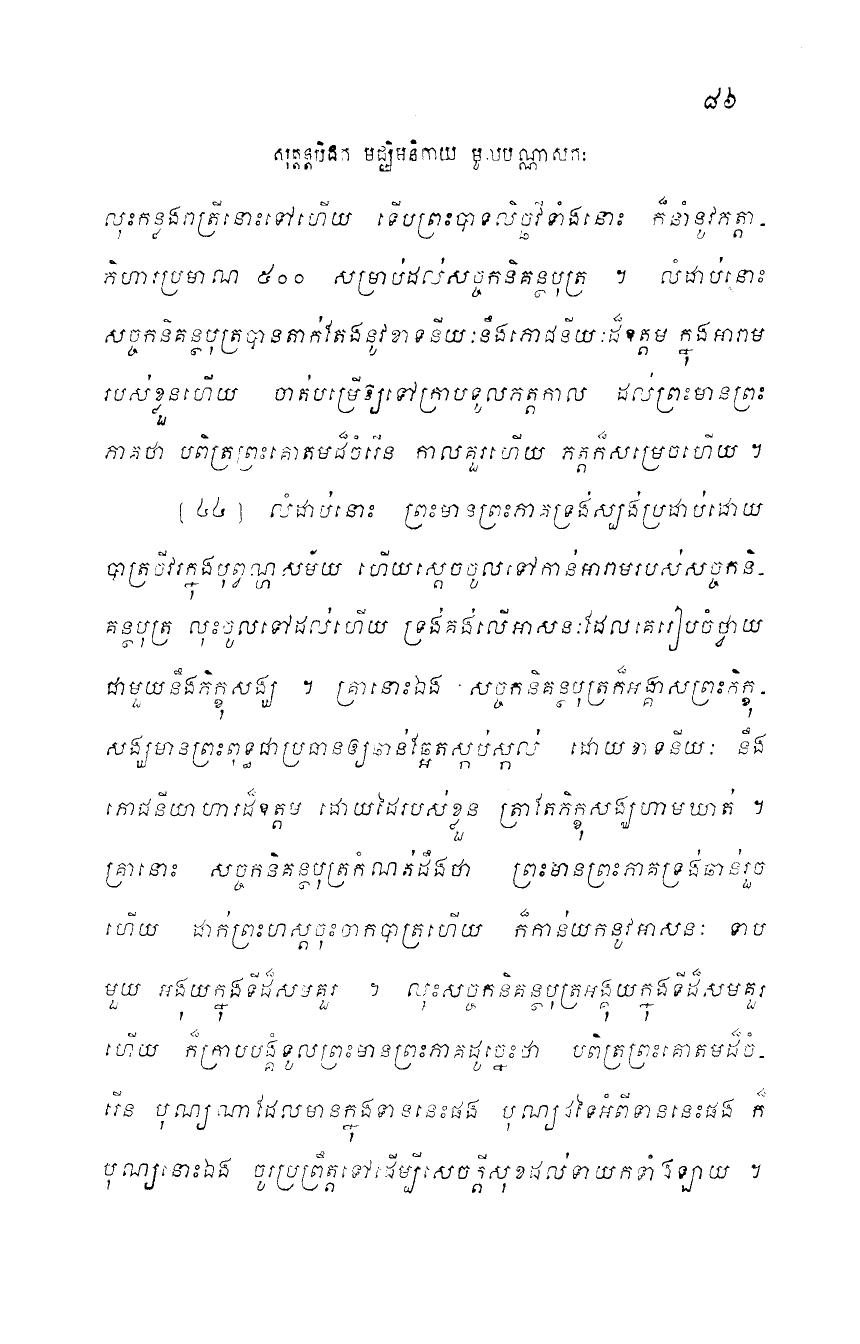 ៨៦
សុត្តន្តបិដក មជ្ឈិមនិកាយ មូលបណ្ណាសកៈ
លុះកន្លងរាត្រីនោះទៅហើយ ទើបព្រះបាទលិច្ឆវីទាំងនោះ ក៏នាំនូវភត្តា-
ភិហារប្រមាណ ៥០០ សម្រាប់ដល់សច្ចកនិគន្ថបុត្រ ។ លំដាប់នោះ
សច្ចកនិគន្ថបុត្របានតាក់តែងនូវខាទនីយៈនឹងភោជនីយៈដ៏ឧត្តម ក្នុងអារាម
របស់ខ្លួនហើយ ចាត់បម្រើឱ្យទៅក្រាបទូលភត្តកាល ដល់ព្រះមានព្រះ
ភាគថា បពិត្រព្រះគោតមដ៏ចំរើន កាលគួរហើយ ភត្តក៏សម្រេចហើយ ។
[ ៤៤ ] លំដាប់នោះ ព្រះមានព្រះភាគទ្រង់ស្បង់ប្រដាប់ដោយ
បាត្រចីវរក្នុងបុព្វណ្ហសម័យ ហើយស្តេចចូលទៅកាន់អារាមរបស់សច្ចកនិ-
គន្ថបុត្រ លុះចូលទៅដល់ហើយ ទ្រង់គង់លើអាសនៈដែលគេរៀបចំថ្វាយ
ជាមួយនឹងភិក្ខុសង្ឃ ។ គ្រានោះឯង សច្ចកនិគន្ថបុត្រក៏អង្គាសព្រះភិក្ខុ-
សង្ឃមានព្រះពុទ្ធជាប្រធានឲ្យឆាន់ឆ្អែតស្កប់ស្កល់ ដោយខាទនីយៈ នឹង
ភោជនីយាហារដ៏ឧត្តម ដោយដៃរបស់ខ្លួន ត្រាតែភិក្ខុសង្ឃហាមឃាត់ ។
គ្រានោះ សច្ចកនិគន្ថបុត្រកំណត់ដឹងថា ព្រះមានព្រះភាគទ្រង់ឆាន់រួច
ហើយ ដាក់ព្រះហស្តចុះចាកបាត្រហើយ ក៏កាន់យកនូវអាសនៈ ទាប
មួយ អង្គុយក្នុងទីដ៏សមគួរ ។ លុះសច្ចកនិគន្ថបុត្រអង្គុយក្នុងទីដ៏សមគួរ
ហើយ ក៏ក្រាបបង្គំទូលព្រះមានព្រះភាគដូច្នេះថា បពិត្រព្រះគោតមដ៏ចំ-
រើន បុណ្យណាដែលមានក្នុងទាននេះផង បុណ្យដទៃអំពីទាននេះផង ក៏
បុណ្យនោះឯង ចូរប្រព្រឹត្តទៅដើម្បីសេចក្តីសុខដល់ទាយកទាំងឡាយ ។